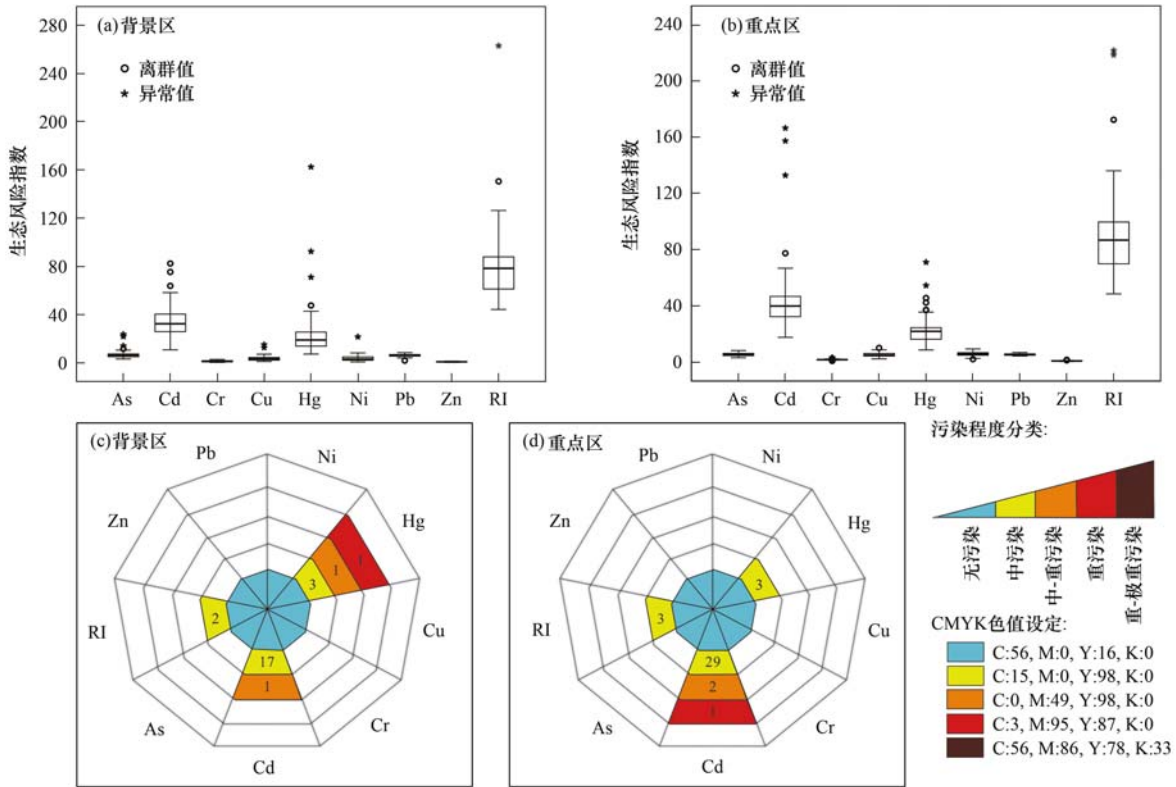 (a)背景区
280
240
200
160
120
80
40
0
生态风险指数
离群值
异常值
As Cd Cr Cu Hg Ni Pb Zn RI
(b)重点区
240
200
160
120
80
40
0
生态风险指数
离群值
异常值
As Cd Cr Cu Hg Ni Pb Zn RI
(c)背景区
Pb Ni
Zn Hg
RI Cu
As Cr
Cd
3 1 1
2
17
1
(d)重点区
Pb Ni
Zn Hg
RI Cu
As Cr
Cd
3
3
29
2
1
污染程度分类:
无污染
中污染
中-重污染
重污染
重-极重污染
CMYK色值设定:
C:56, M:0, Y:16, K:0
C:15, M:0, Y:98, K:0
C:0, M:49, Y:98, K:0
C:3, M:95, Y:87, K:0
C:56, M:86, Y:78, K:33